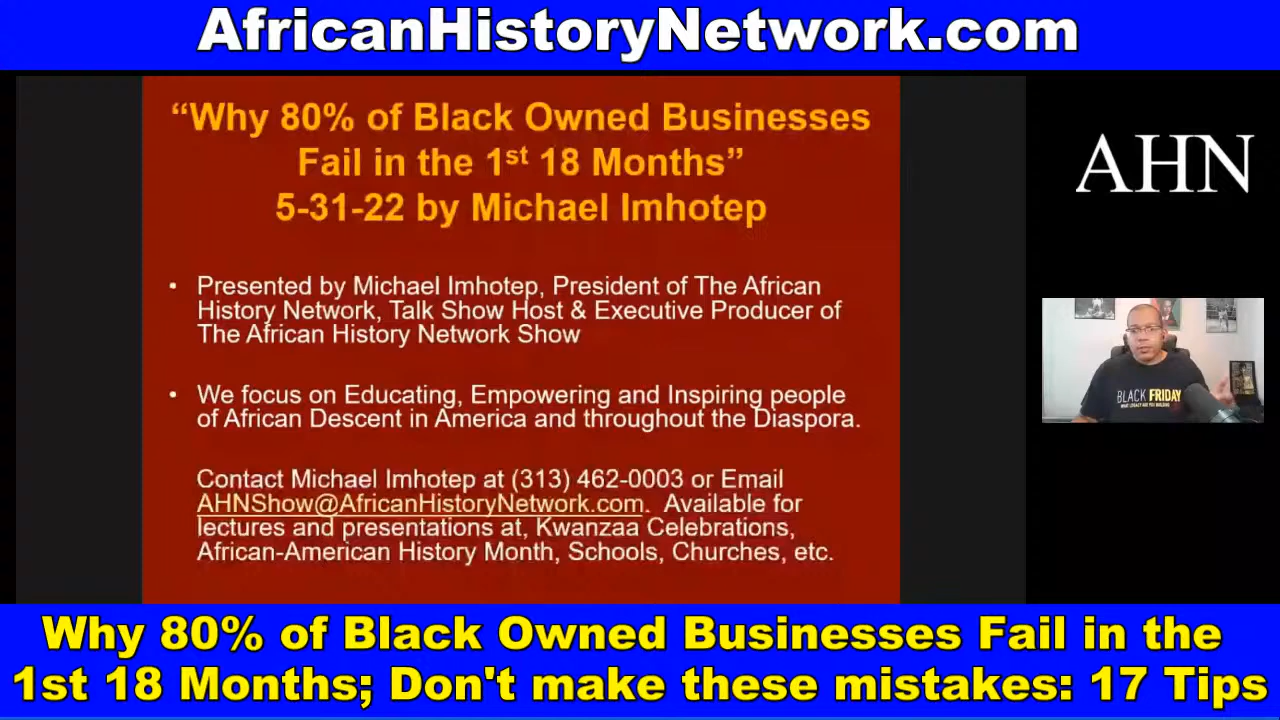 AfricanHistoryNetwork.com
“Why 80% of Black Owned Businesses
Fail in the 1st 18 Months”
5-31-22 by Michael Imhotep
• Presented by Michael Imhotep, President of The African
History Network, Talk Show Host & Executive Producer of
The African History Network Show
• We focus on Educating, Empowering and Inspiring people
of African Descent in America and throughout the Diaspora.
Contact Michael Imhotep at (313) 462-0003 or Email
AHNShow@AfricanHistoryNetwork.com. Available for
lectures and presentations at, Kwanzaa Celebrations,
African-American History Month, Schools, Churches, etc.
AHN
BLACK FRIDAY
WHAT LEGACY ARE YOU BUILDING
Why 80% of Black Owned Businesses Fail in the
1st 18 Months; Don't make these mistakes: 17 Tips